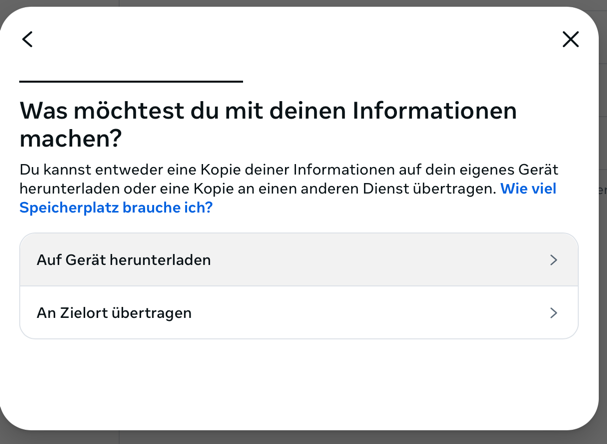 Was möchtest du mit deinen Informationen
machen?
Du kannst entweder eine Kopie deiner Informationen auf dein eigenes Gerät
herunterladen oder eine Kopie an einen anderen Dienst übertragen. Wie viel
Speicherplatz brauche ich?
Auf Gerät herunterladen
An Zielort übertragen